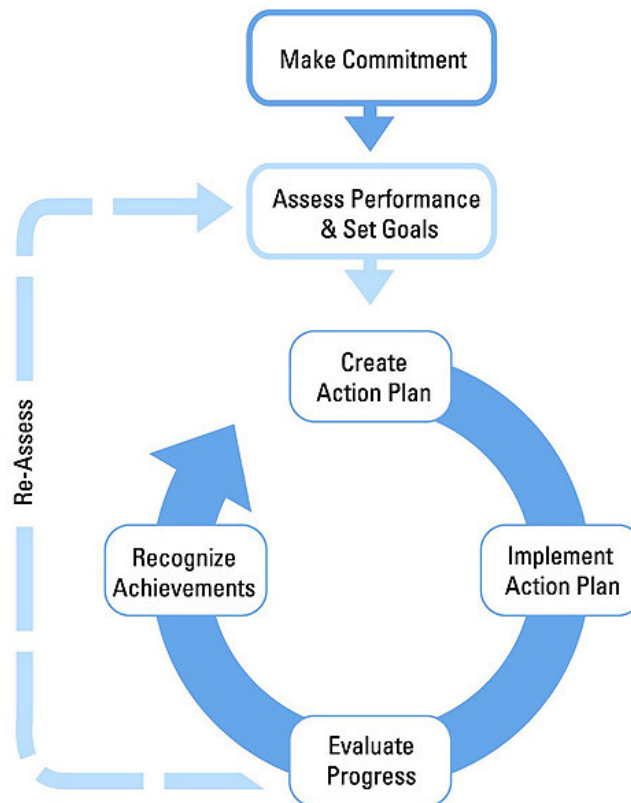 Make Commitment
Assess Performance
& Set Goals
Create
Action Plan
Re-Assess
Recognize
Achievements
Implement
Action Plan
Evaluate
Progress